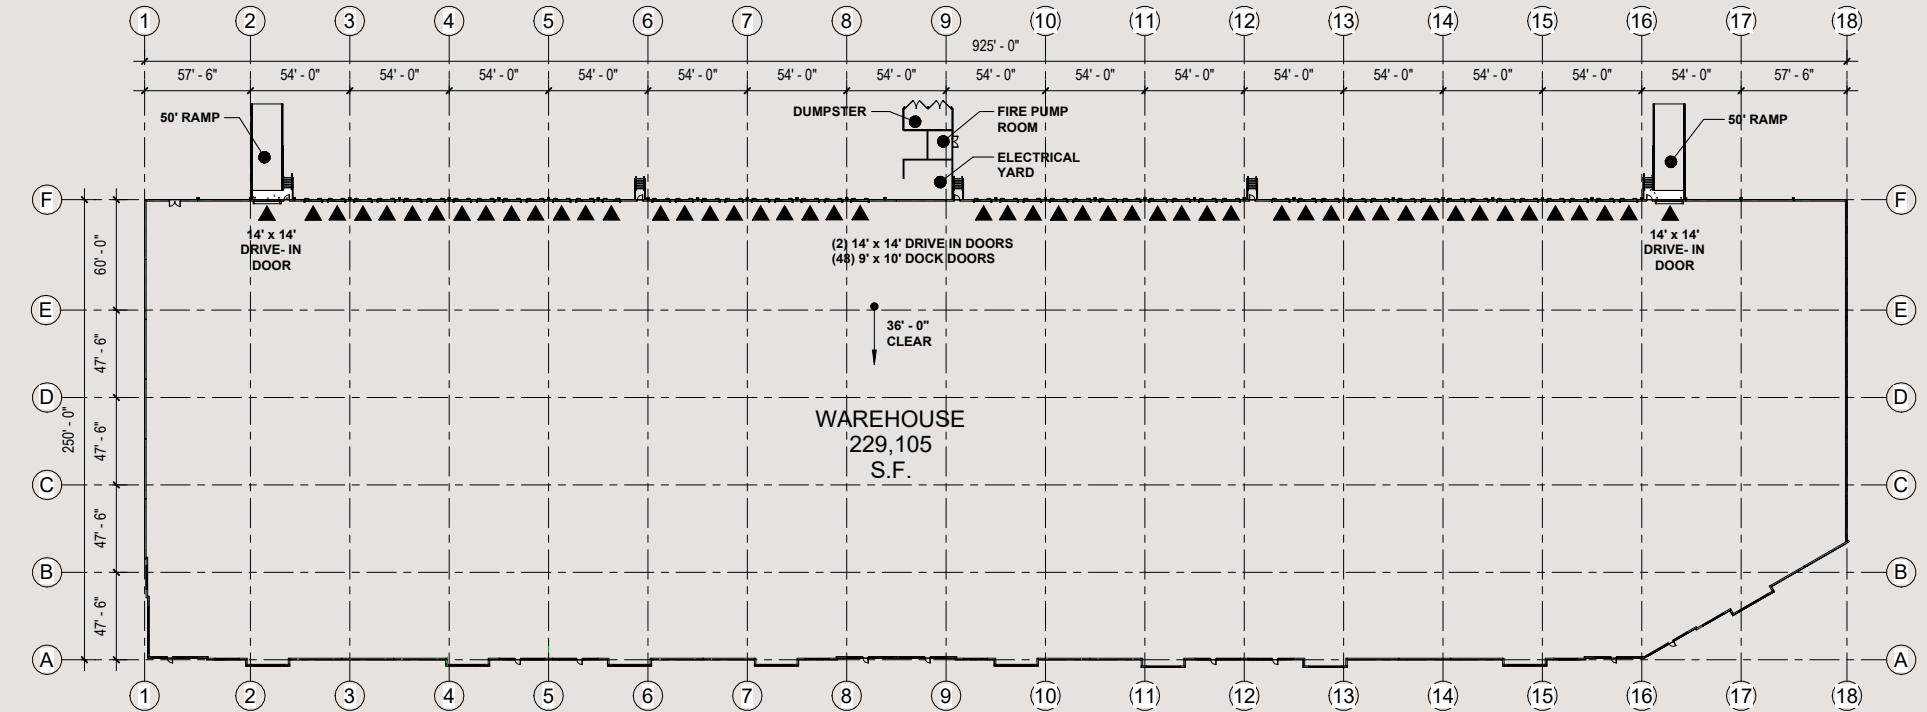 1 2 3 4 5 6 7 8 9 10 11 12 13 14 15 16 17 18
925' - 0"
57' - 6" 54' - 0" 54' - 0" 54' - 0" 54' - 0" 54' - 0" 54' - 0" 54' - 0" 54' - 0" 54' - 0" 54' - 0" 54' - 0" 54' - 0" 54' - 0" 54' - 0" 54' - 0" 57' - 6"
50' RAMP
DUMPSTER
FIRE PUMP
ROOM
ELECTRICAL
YARD
50' RAMP
F F
14' x 14'
DRIVE- IN
DOOR
(2) 14' x 14' DRIVE IN DOORS
(48) 9' x 10' DOCK DOORS
14' x 14'
DRIVE- IN
DOOR
60' - 0"
E E
36' - 0"
CLEAR
47' - 6"
D D
250' - 0"
WAREHOUSE
229,105
S.F.
47' - 6"
C C
47' - 6"
B B
47' - 6"
A A
1 2 3 4 5 6 7 8 9 10 11 12 13 14 15 16 17 18